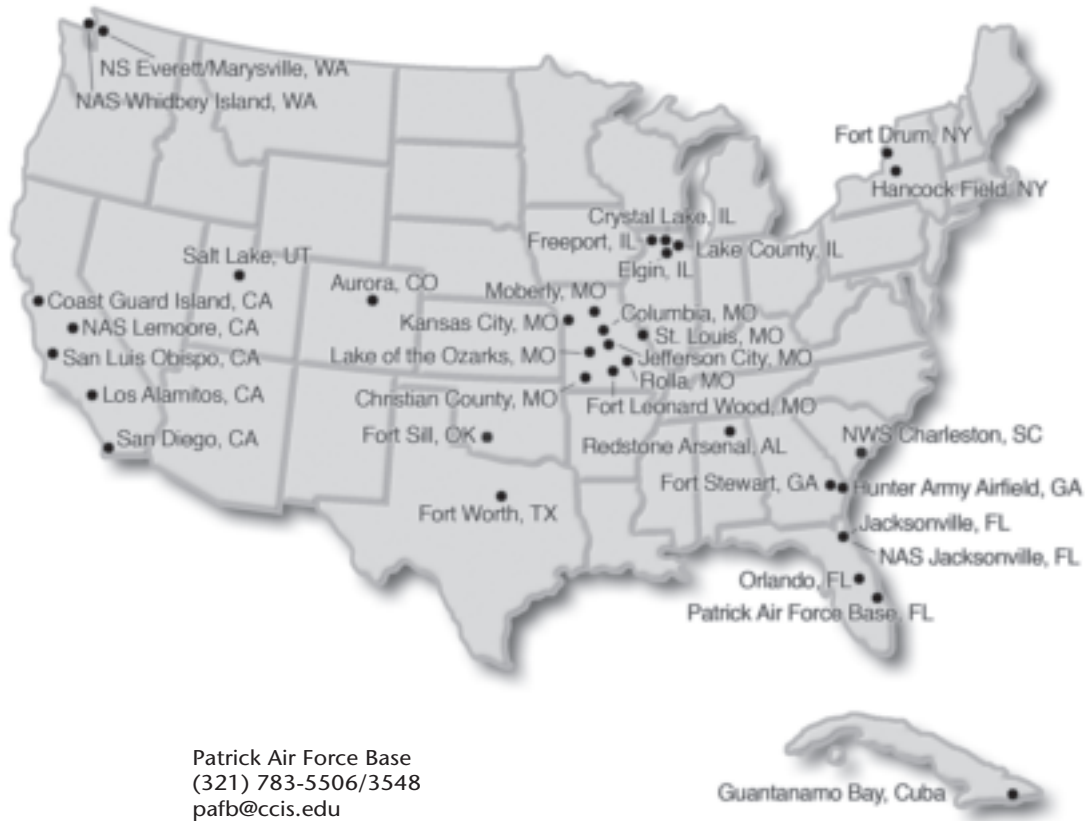 NS Everett/Marysville, WA
NAS Whidbey Island, WA
Fort Drum, NY
Hancock Field, NY
Crystal Lake, IL
Freeport, IL
Lake County, IL
Elgin, IL
Salt Lake, UT
Aurora, CO
Moberly, MO
Coast Guard Island, CA
Columbia, MO
Kansas City, MO
NAS Lemoore, CA
St. Louis, MO
San Luis Obispo, CA
Lake of the Ozarks, MO
Jefferson City, MO
Rolla, MO
Los Alamitos, CA
Christian County, MO
Fort Leonard Wood, MO
San Diego, CA
Fort Sill, OK
Redstone Arsenal, AL
NWS Charleston, SC
Fort Stewart, GA
Hunter Army Airfield, GA
Fort Worth, TX
Jacksonville, FL
NAS Jacksonville, FL
Orlando, FL
Patrick Air Force Base, FL
Patrick Air Force Base
(321) 783-5506/3548
pafb@ccis.edu
Guantanamo Bay, Cuba